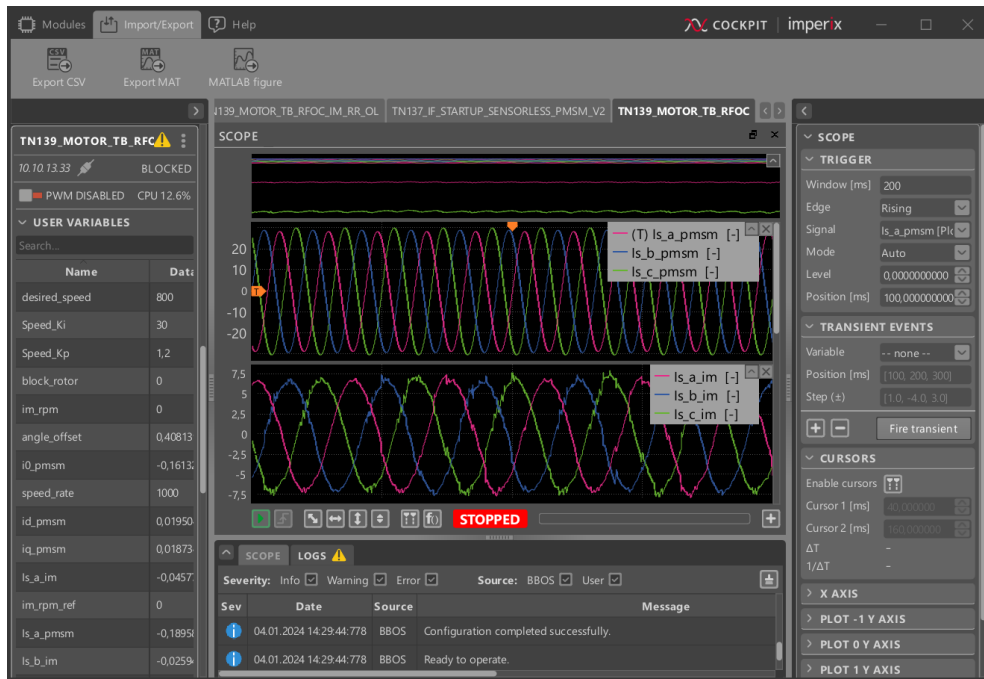 Modules Import/Export Help COCKPIT imperix
CSV MAT
Export CSV Export MAT MATLAB figure
TN139_MOTOR_TB_RFOC_IM_RR_OL TN137_IF_STARTUP_SENSORLESS_PMSM_V2 TN139_MOTOR_TB_RFOC
TN139_MOTOR_TB_RFC
10.10.13.33 BLOCKED
PWM DISABLED CPU 12.6%
USER VARIABLES
Search...
Name Data
desired_speed 800
Speed_Ki 30
Speed_Kp 1,2
block_rotor 0
im_rpm 0
angle_offset 0,40813
i0_pmsm -0,1613
speed_rate 1000
id_pmsm 0,01950
iq_pmsm 0,01873
Is_a_im -0,0457
im_rpm_ref 0
Is_a_pmsm -0,1895
Is_b_im -0,0259
SCOPE
20
10
0
-10
-20
T
(T) Is_a_pmsm [-]
Is_b_pmsm [-]
Is_c_pmsm [-]
7,5
5
2,5
0
-2,5
-5
-7,5
Is_a_im [-]
Is_b_im [-]
Is_c_im [-]
f() STOPPED
SCOPE LOGS
Severity: Info Warning Error Source: BBOS User
Sev Date Source Message
04.01.2024 14:29:44:778 BBOS Configuration completed successfully.
04.01.2024 14:29:44:778 BBOS Ready to operate.
SCOPE
TRIGGER
Window [ms] 200
Edge Rising
Signal Is_a_pmsm [Plo
Mode Auto
Level 0,0000000000
Position [ms] 100,000000000
TRANSIENT EVENTS
Variable -- none --
Position [ms] [100, 200, 300]
Step (±) [1.0, -4.0, 3.0]
Fire transient
CURSORS
Enable cursors
Cursor 1 [ms] 40,000000
Cursor 2 [ms] 160,000000
ΔT –
1/ΔT –
X AXIS
PLOT -1 Y AXIS
PLOT 0 Y AXIS
PLOT 1 Y AXIS